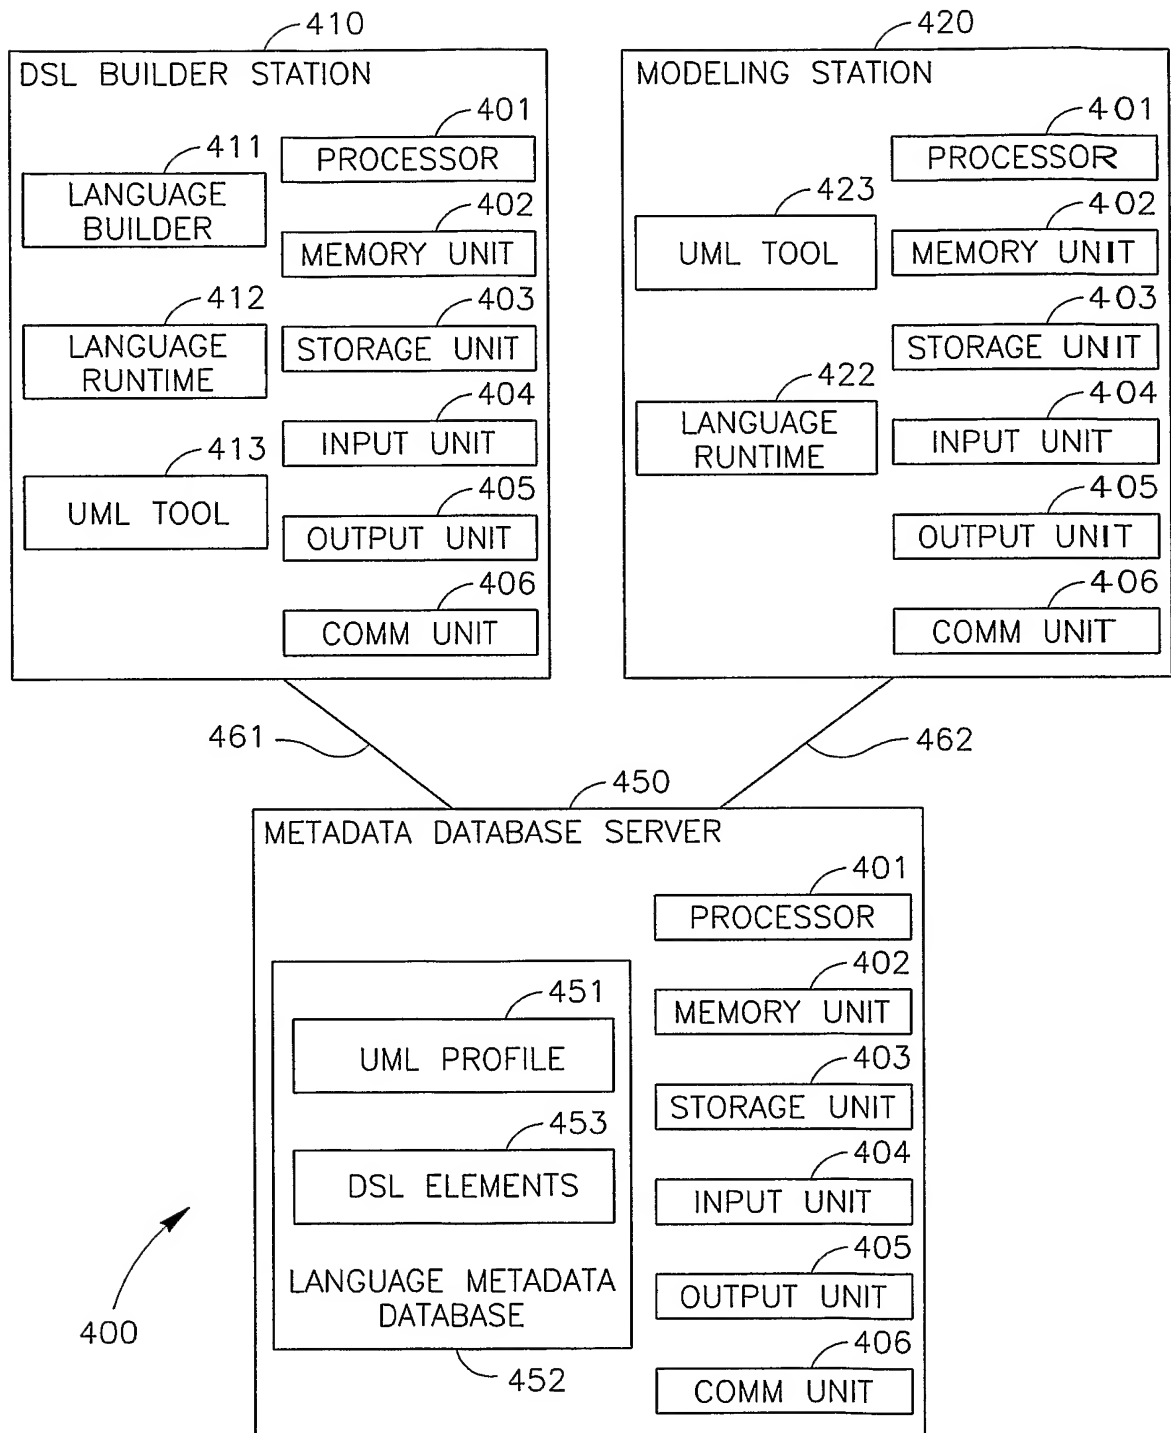 410
DSL BUILDER STATION
401
PROCESSOR
411
LANGUAGE
BUILDER
402
MEMORY UNIT
412
LANGUAGE
RUNTIME
403
STORAGE UNIT
404
INPUT UNIT
413
UML TOOL
405
OUTPUT UNIT
406
COMM UNIT
420
MODELING STATION
401
PROCESSOR
423
UML TOOL
402
MEMORY UNIT
403
STORAGE UNIT
422
LANGUAGE
RUNTIME
404
INPUT UNIT
405
OUTPUT UNIT
406
COMM UNIT
461
462
450
METADATA DATABASE SERVER
401
PROCESSOR
402
MEMORY UNIT
451
UML PROFILE
403
STORAGE UNIT
453
DSL ELEMENTS
404
INPUT UNIT
405
OUTPUT UNIT
LANGUAGE METADATA
DATABASE
452
406
COMM UNIT
400